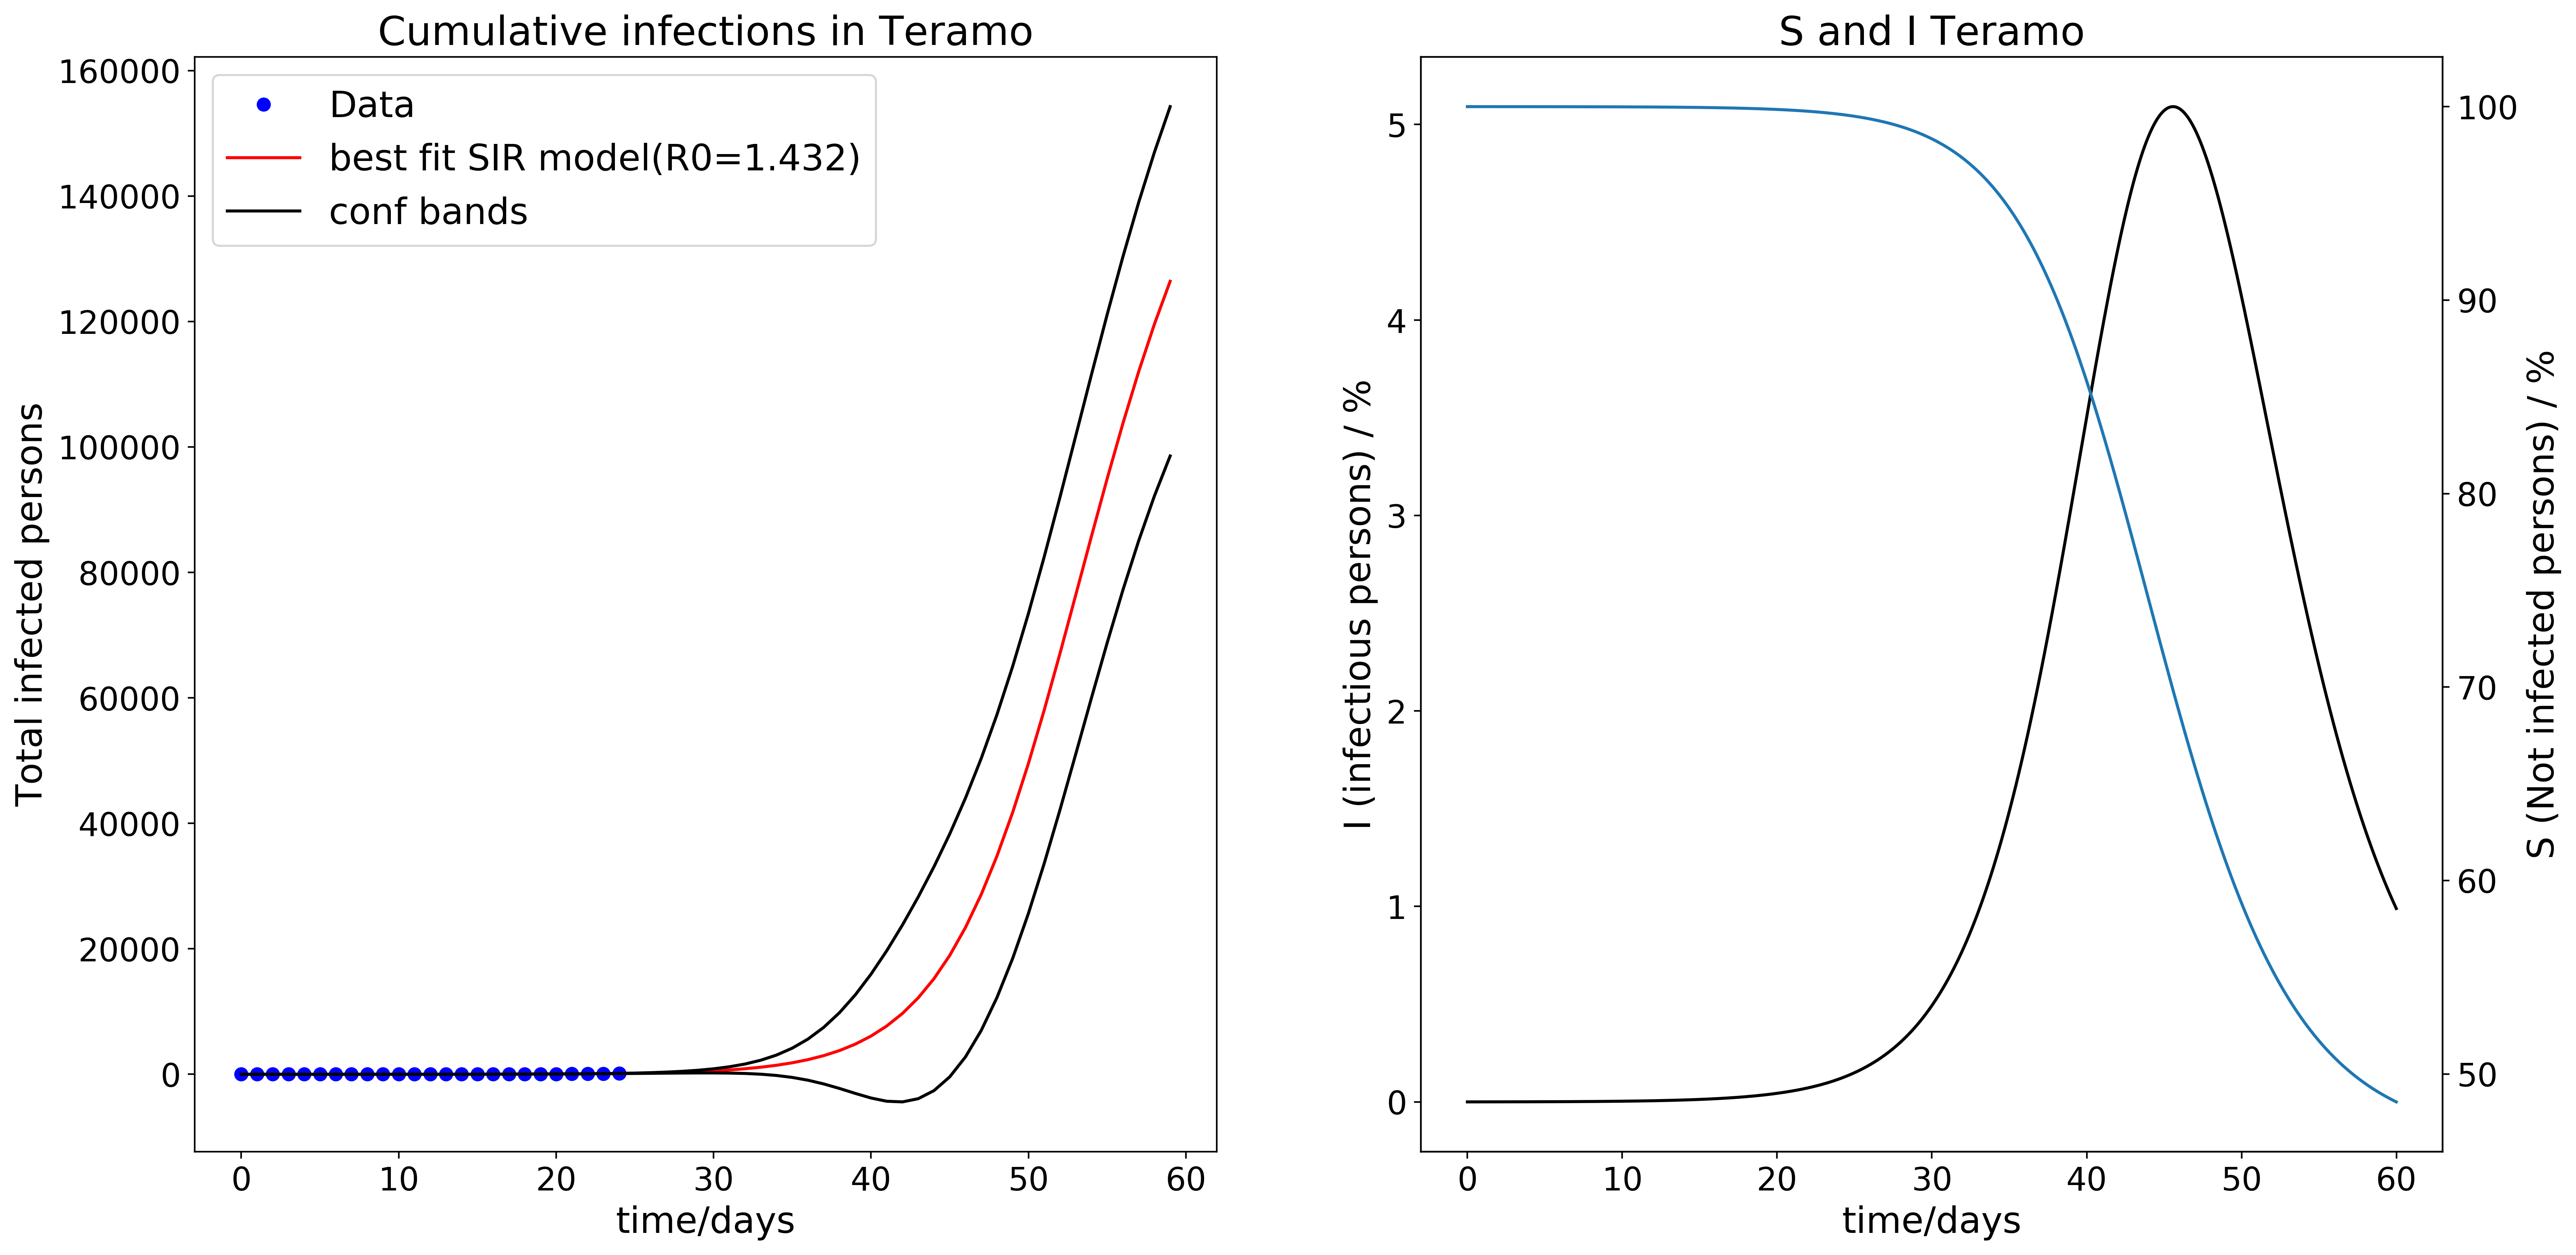 Cumulative infections in Teramo
160000
140000
120000
100000
80000
60000
40000
20000
0
Total infected persons
Data
best fit SIR model(R0=1.432)
conf bands
0 10 20 30 40 50 60
time/days
S and I Teramo
5
4
3
2
1
0
I (infectious persons) / %
100
90
80
70
60
50
S (Not infected persons) / %
0 10 20 30 40 50 60
time/days